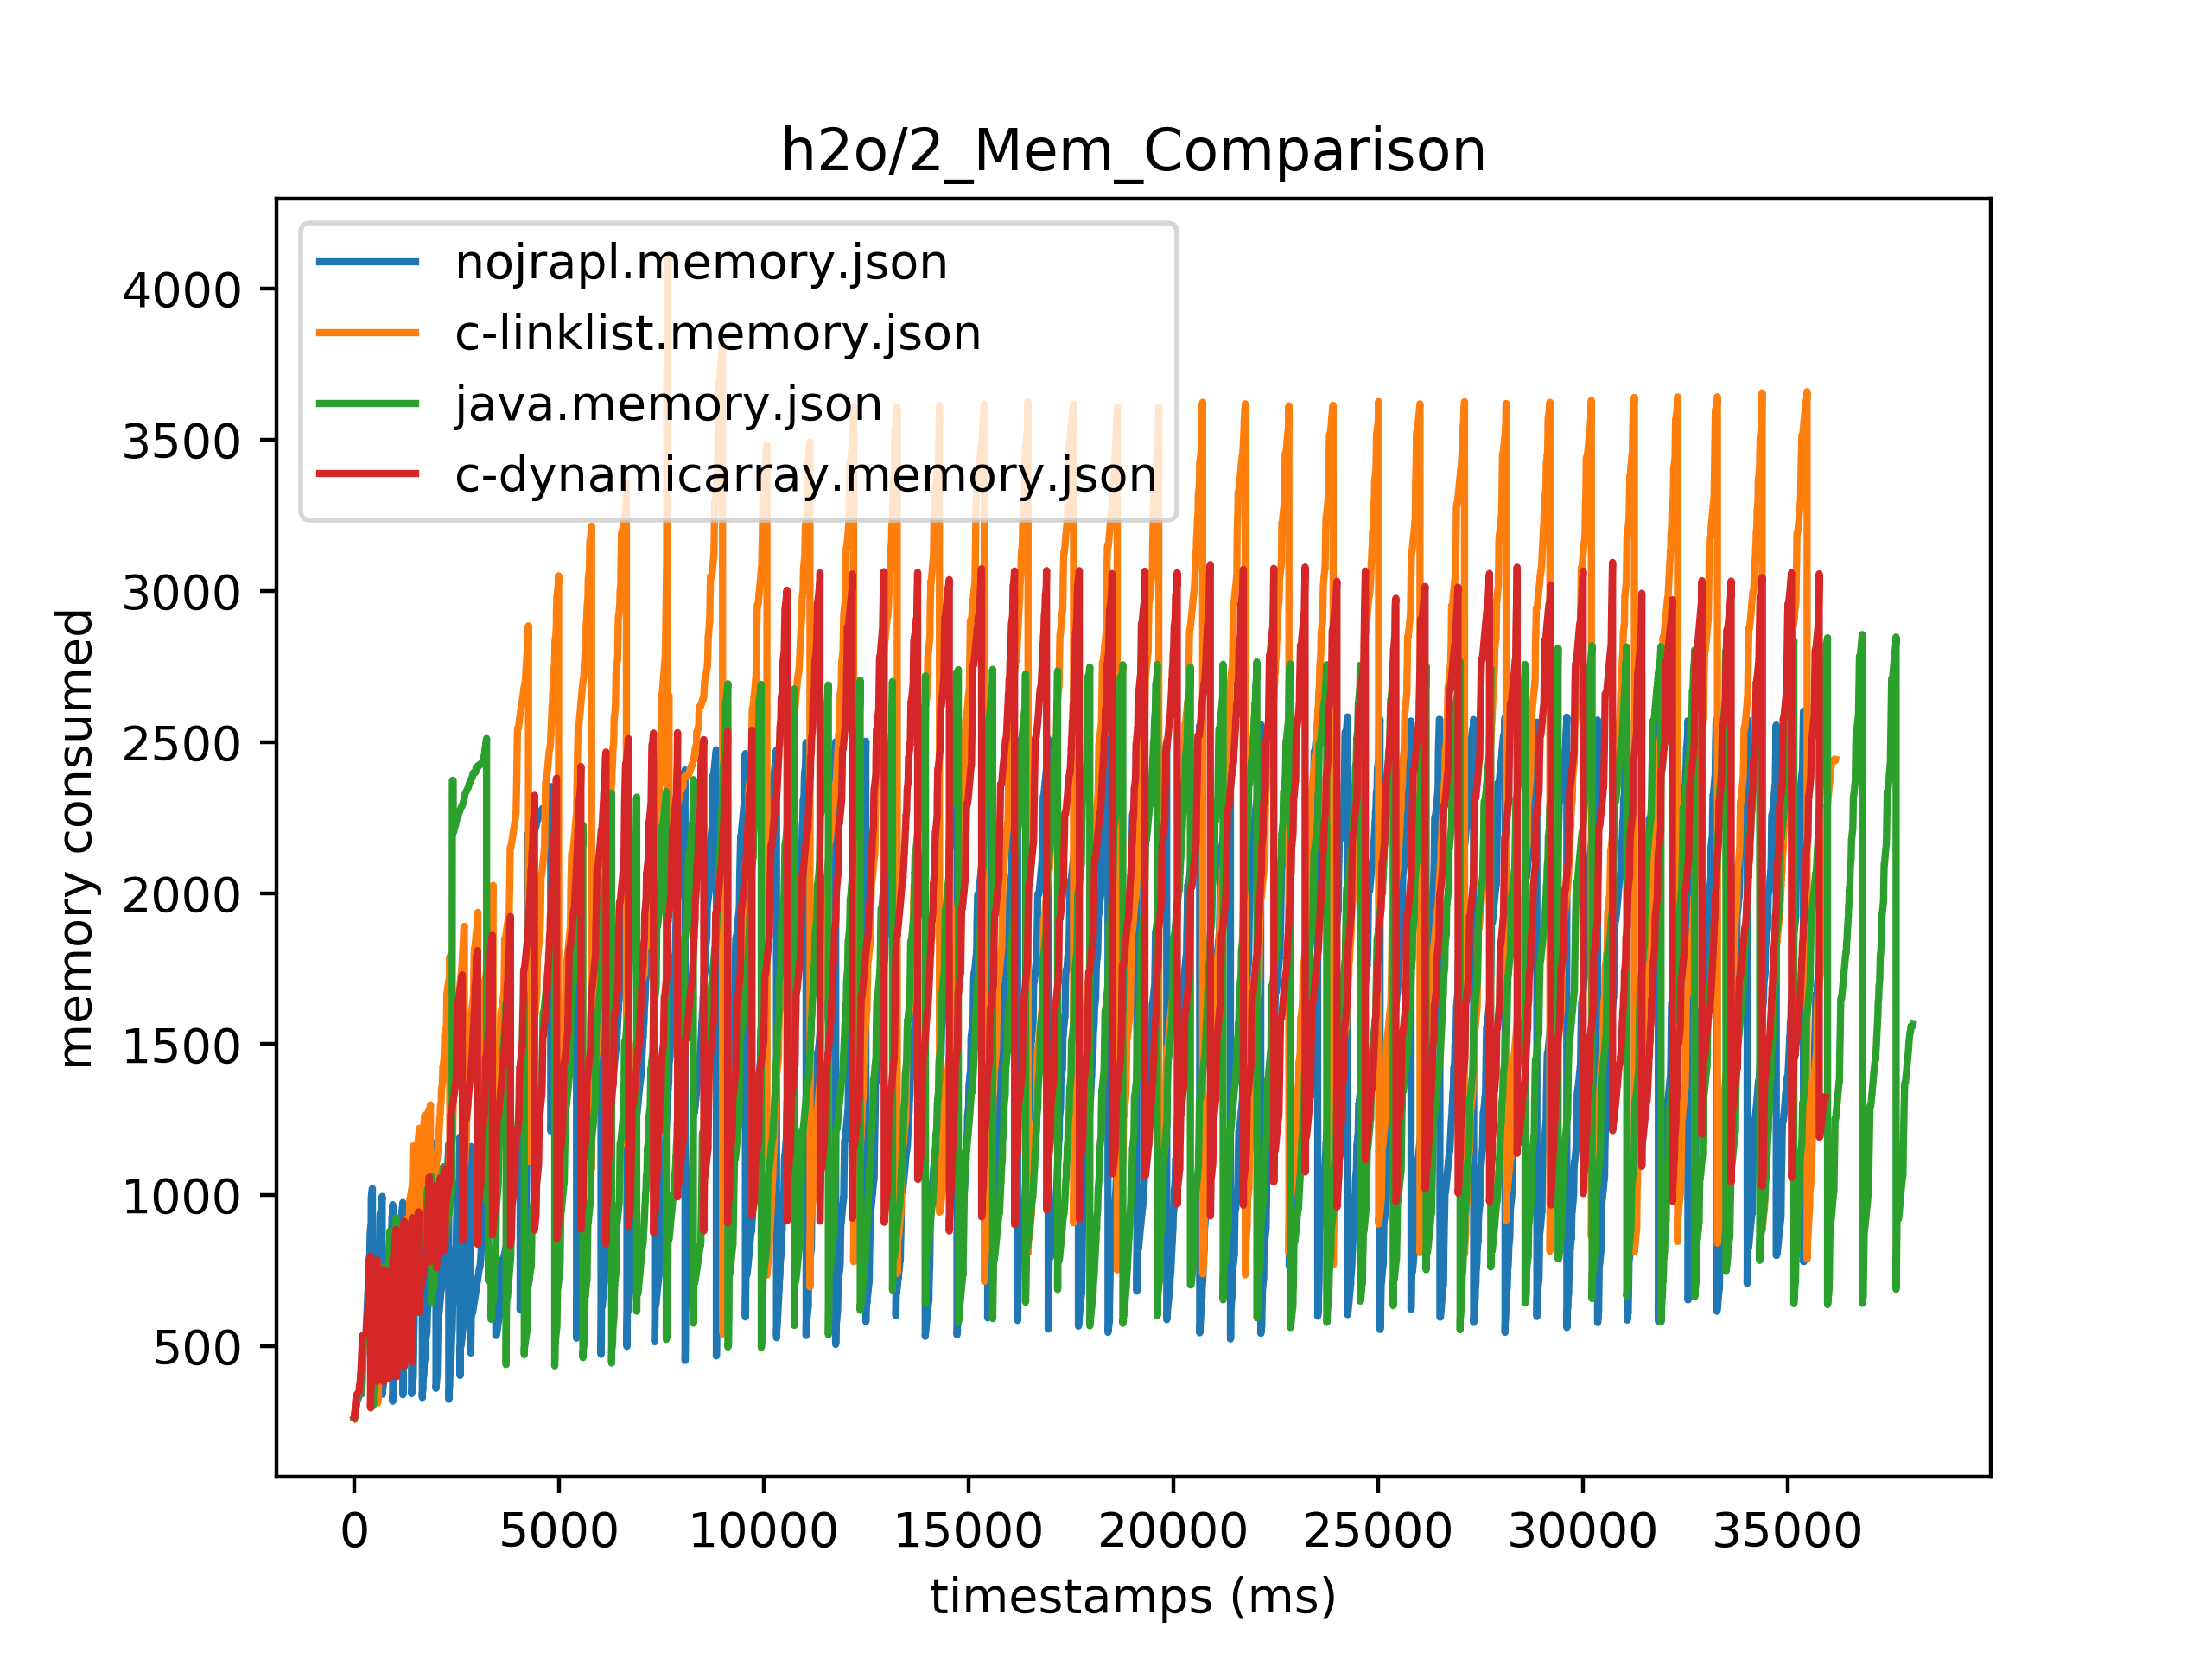 h2o/2_Mem_Comparison
nojrapl.memory.json
c-linklist.memory.json
java.memory.json
c-dynamicarray.memory.json
memory consumed
4000
3500
3000
2500
2000
1500
1000
500
0 5000 10000 15000 20000 25000 30000 35000
timestamps (ms)